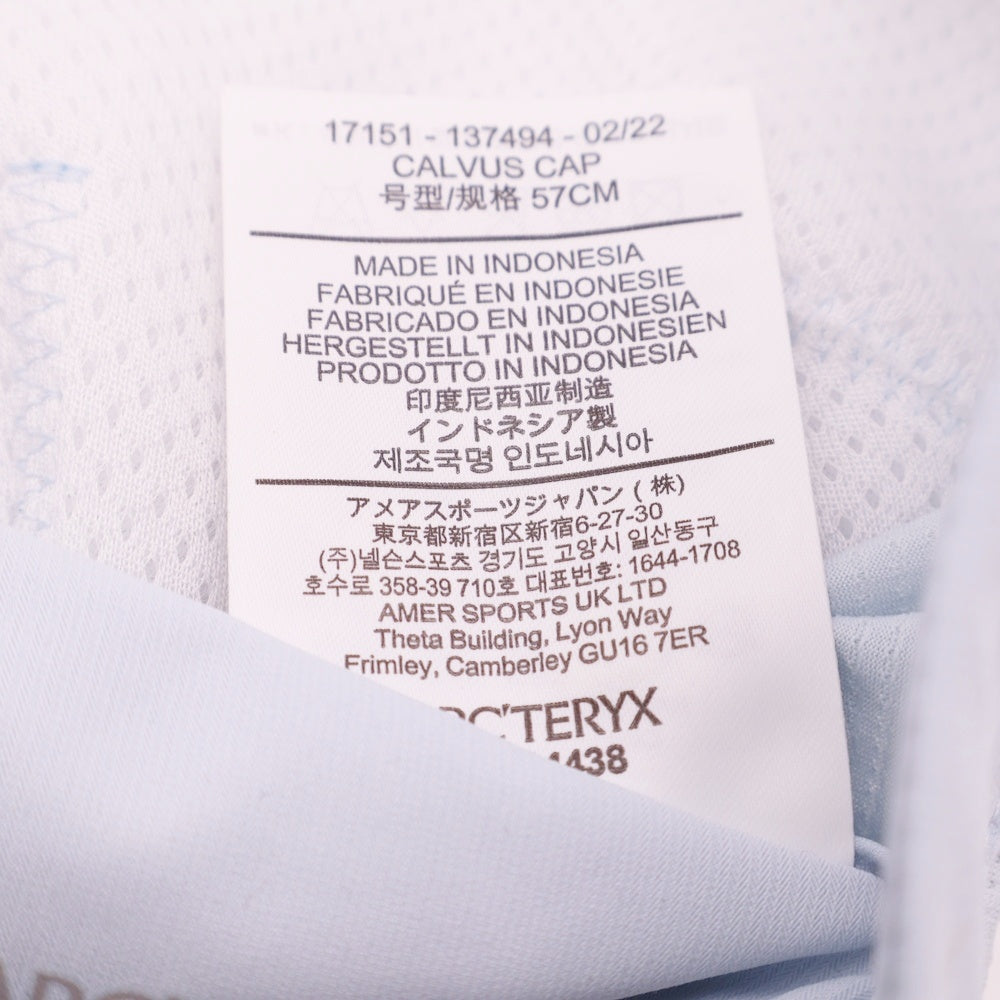 17151 - 137494 - 02/22
CALVUS CAP
号型/规格 57CM
MADE IN INDONESIA
FABRIQUÉ EN INDONESIE
FABRICADO EN INDONESIA
HERGESTELLT IN INDONESIEN
PRODOTTO IN INDONESIA
印度尼西亚制造
インドネシア製
제조국명 인도네시아
アメアスポーツジャパン ( 株)
東京都新宿区新宿6-27-30
(주)넬슨스포츠 경기도 고양시 일산동구
호수로 358-39 710호 대표번호: 1644-1708
AMER SPORTS UK LTD
Theta Building, Lyon Way
Frimley, Camberley GU16 7ER
C'TERYX
4438